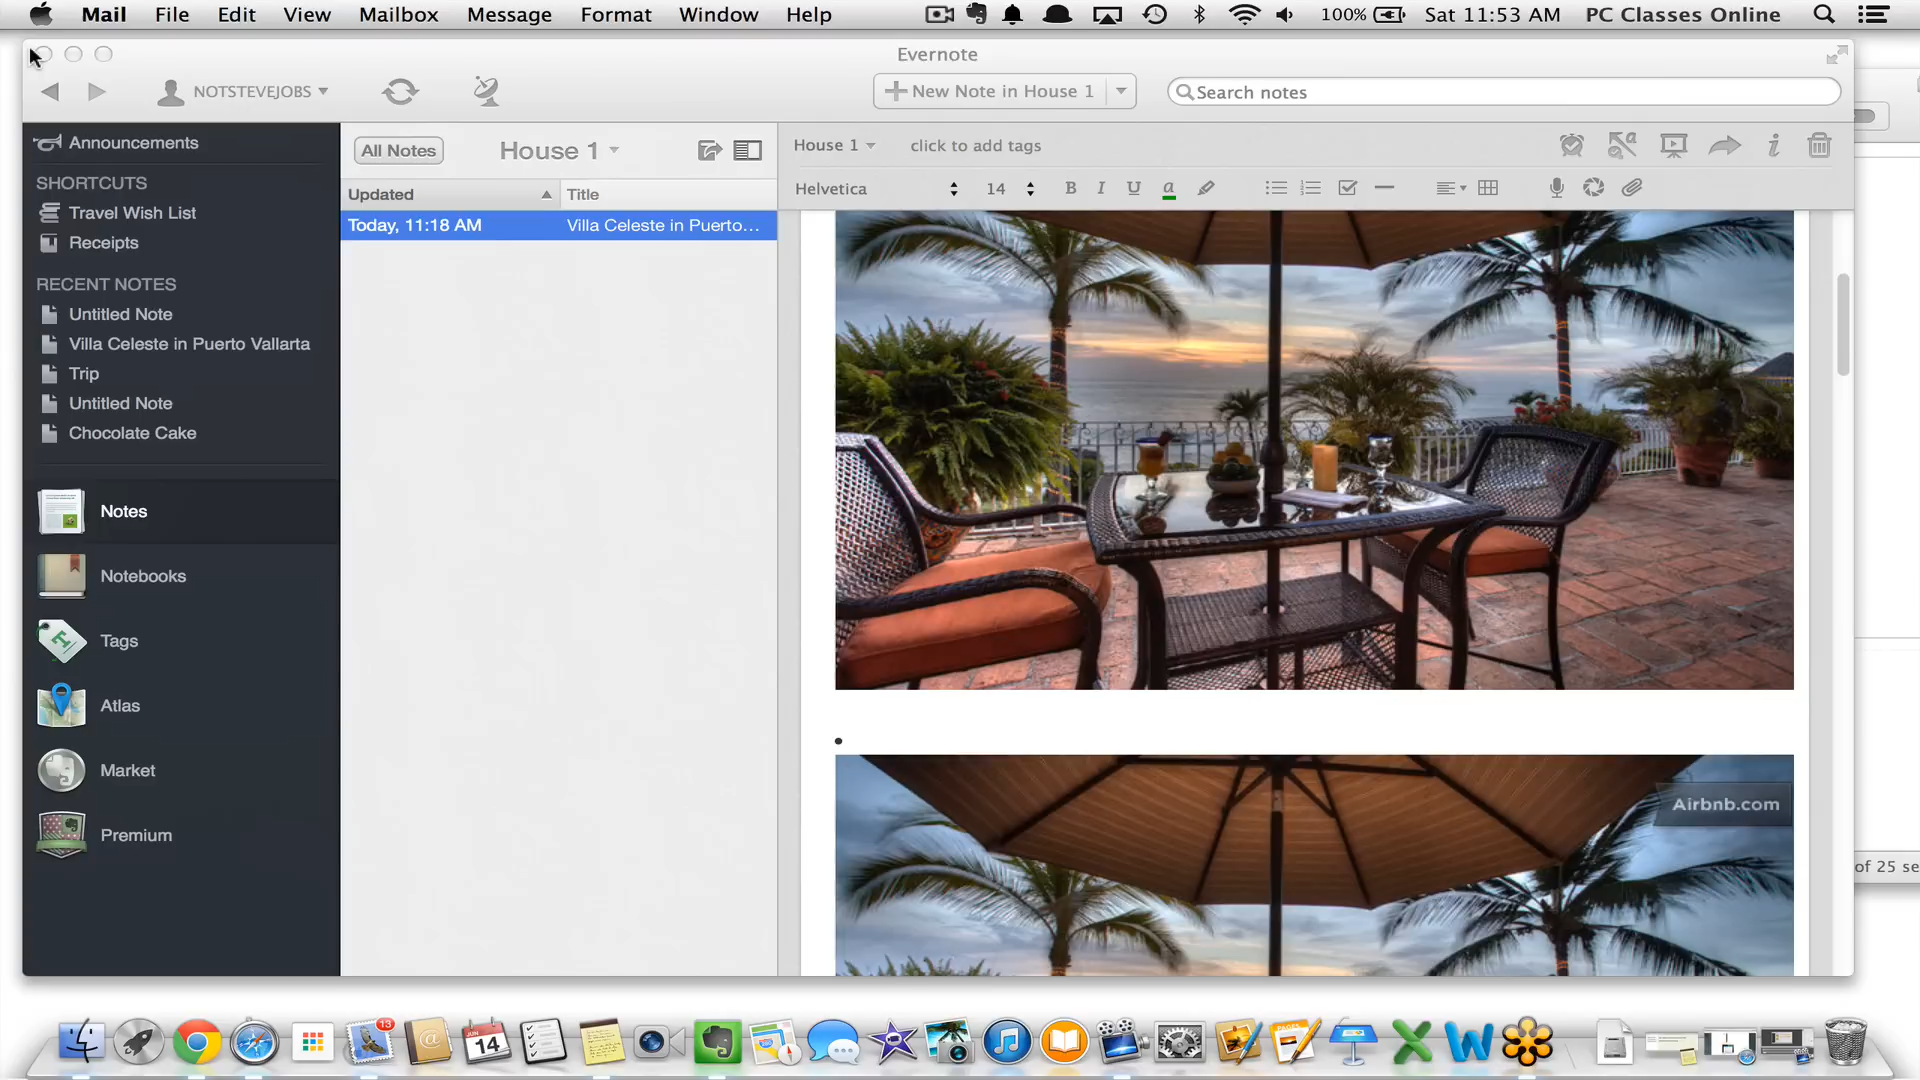 Mail File Edit View Mailbox Message Format Window Help 100% Sat 11:53 AM PC Classes Online
Evernote
NOTSTEVEJOBS New Note in House 1 Search notes
Announcements
SHORTCUTS
Travel Wish List
Receipts
RECENT NOTES
Untitled Note
Villa Celeste in Puerto Vallarta
Trip
Untitled Note
Chocolate Cake
Notes
Notebooks
Tags
Atlas
Market
Premium
All Notes House 1
Updated Title
Today, 11:18 AM Villa Celeste in Puerto...
House 1 click to add tags
Helvetica 14 B I U a
Airbnb.com
of 25 se
13
JUN
14
PAGES